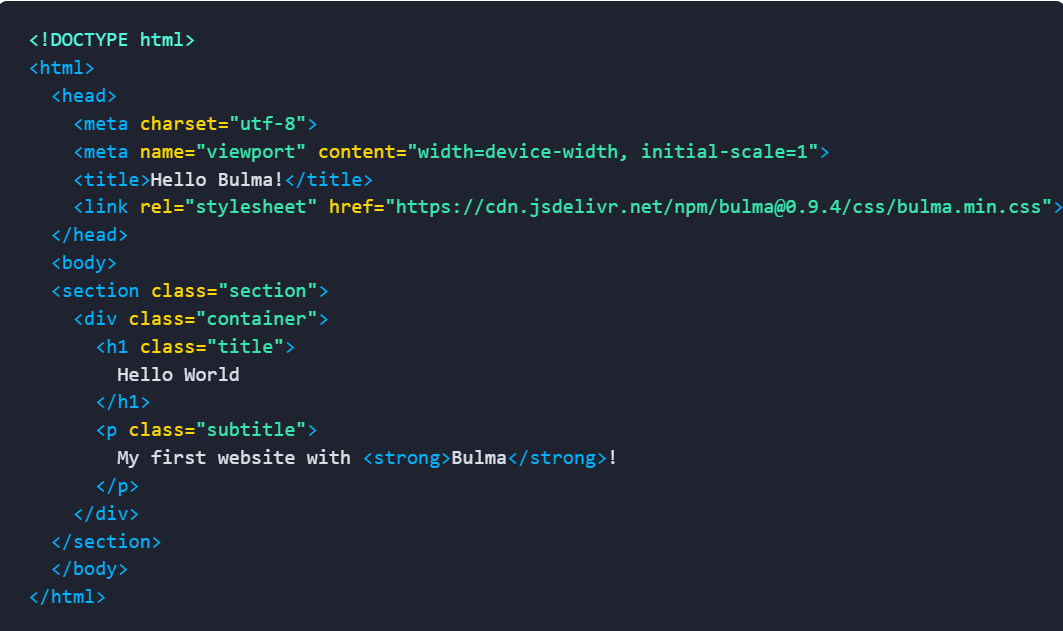 <!DOCTYPE html>
<html>
  <head>
    <meta charset="utf-8">
    <meta name="viewport" content="width=device-width, initial-scale=1">
    <title>Hello Bulma!</title>
    <link rel="stylesheet" href="https://cdn.jsdelivr.net/npm/bulma@0.9.4/css/bulma.min.css">
  </head>
  <body>
  <section class="section">
    <div class="container">
      <h1 class="title">
        Hello World
      </h1>
      <p class="subtitle">
        My first website with <strong>Bulma</strong>!
      </p>
    </div>
  </section>
  </body>
</html>